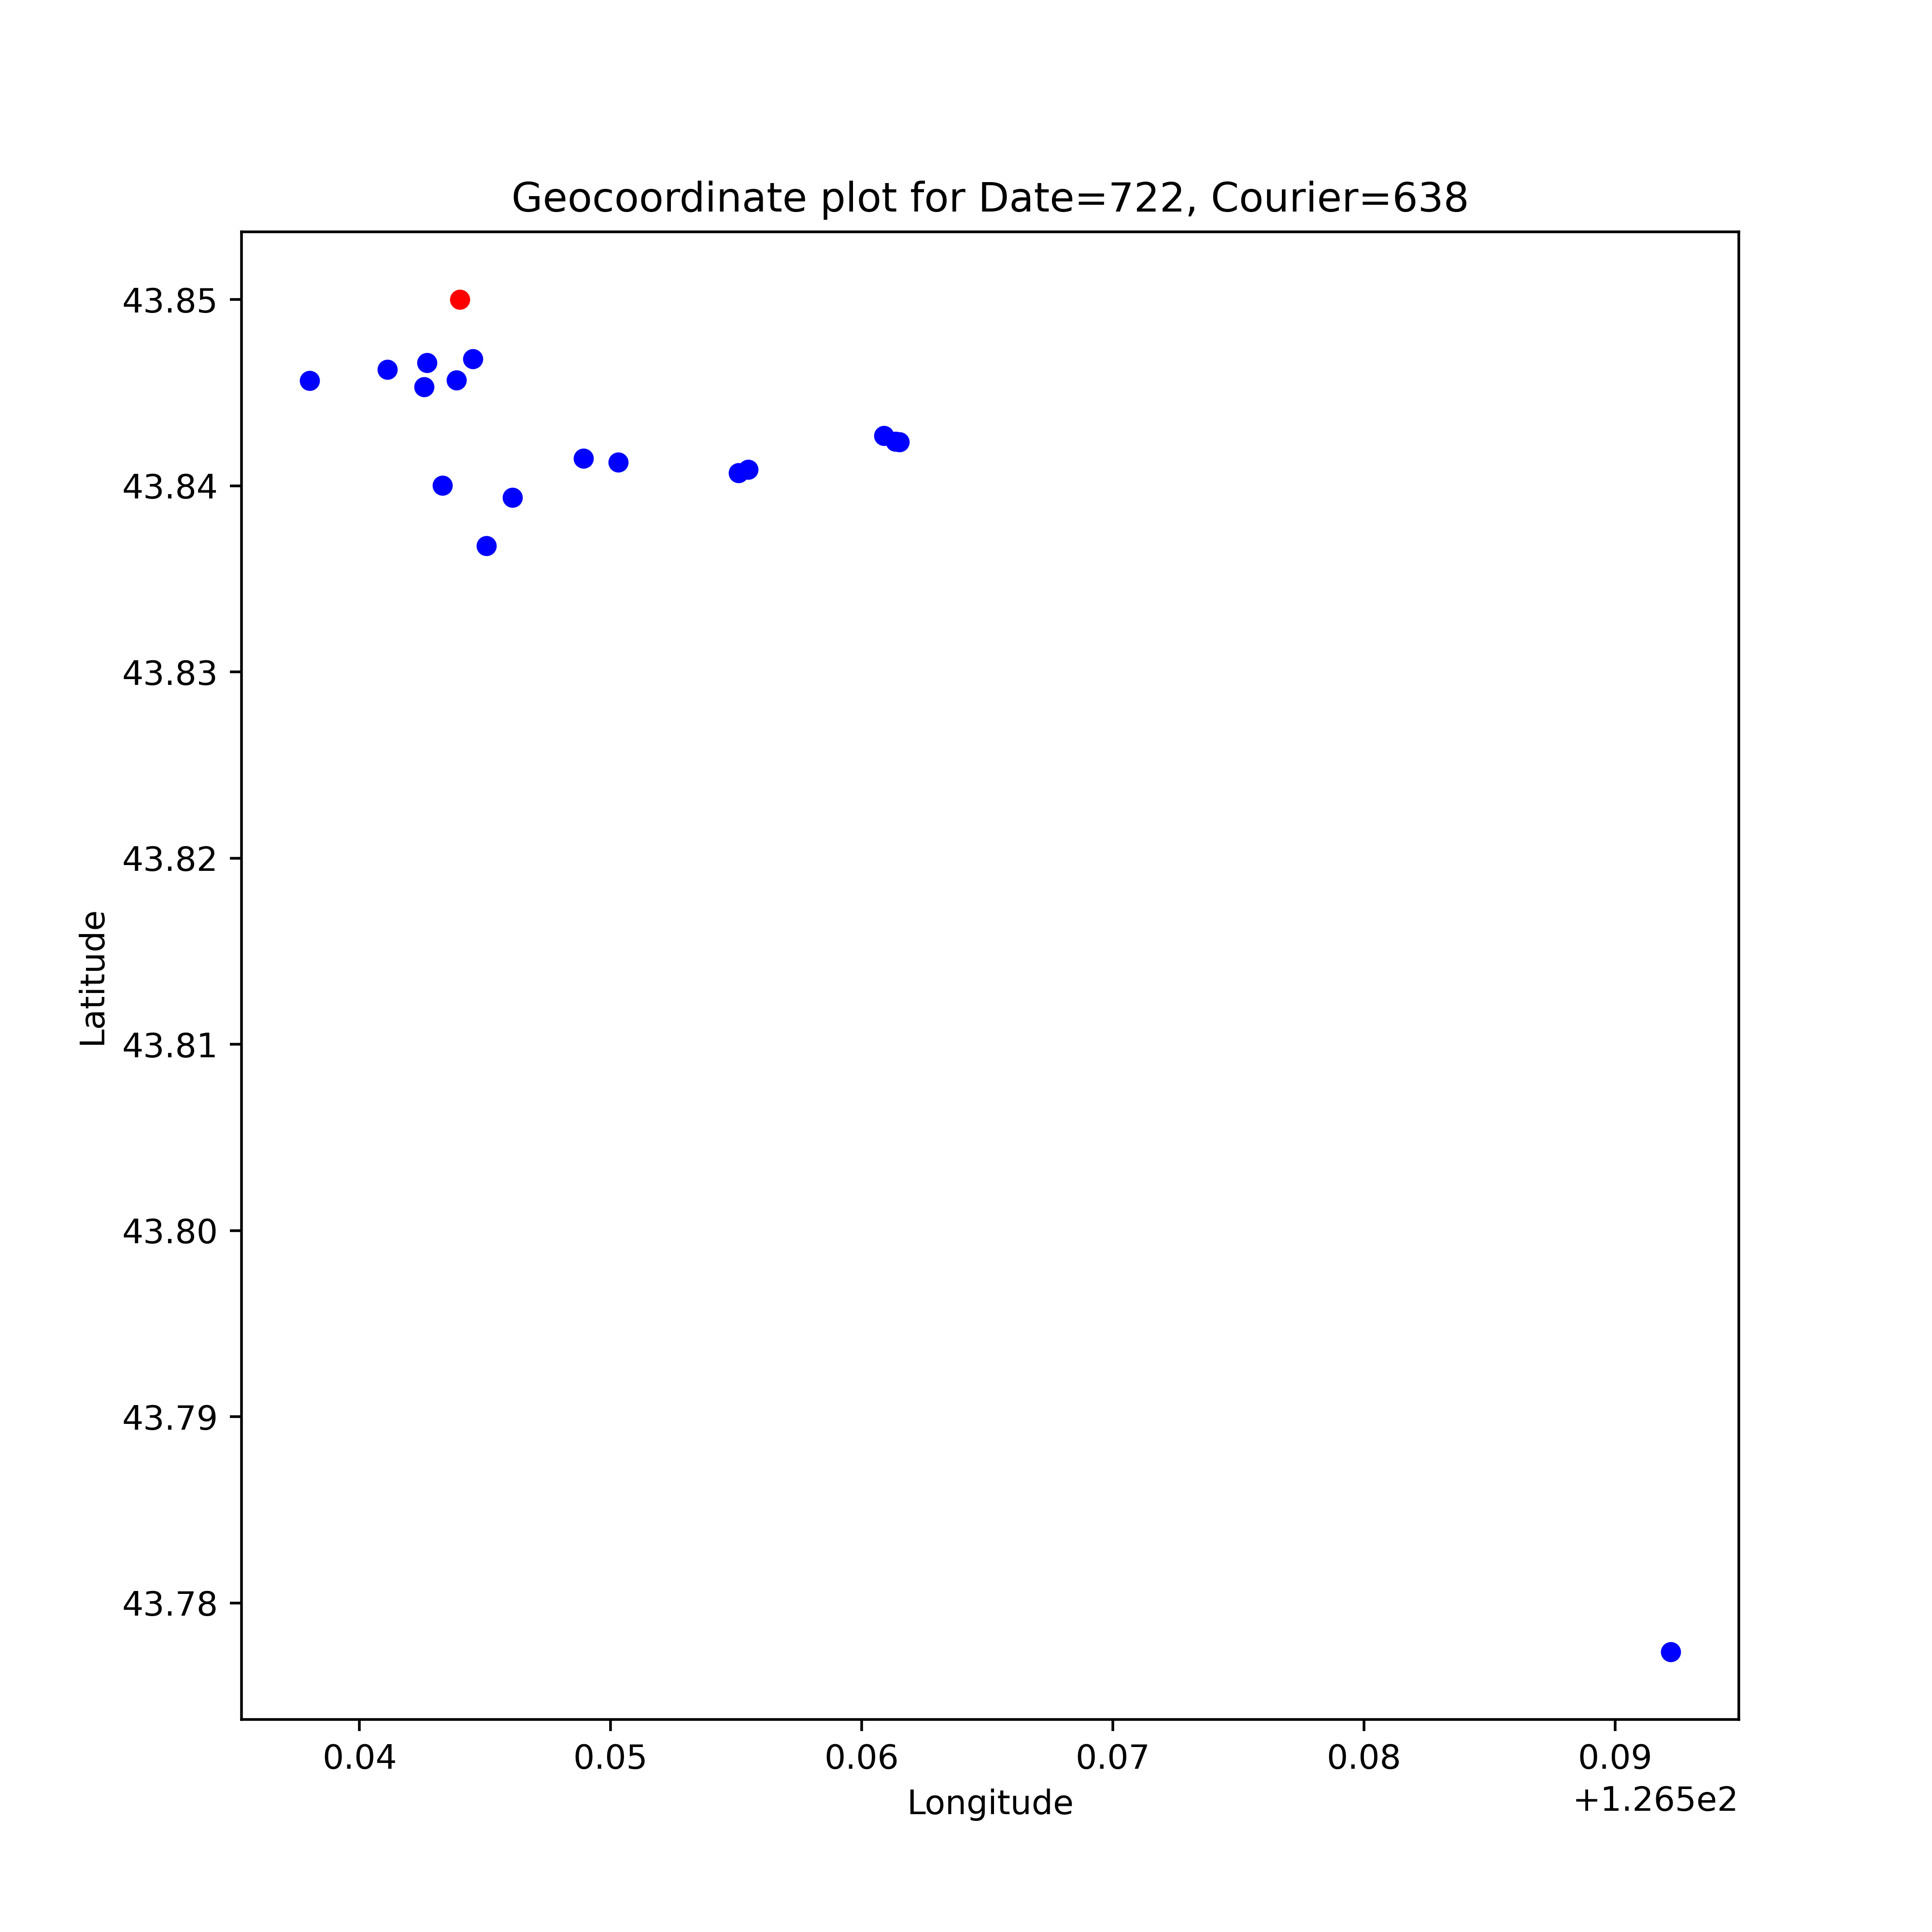 Geocoordinate plot for Date=722, Courier=638
43.85
43.84
43.83
43.82
43.81
43.80
43.79
43.78
Latitude
0.04 0.05 0.06 0.07 0.08 0.09
+1.265e2
Longitude